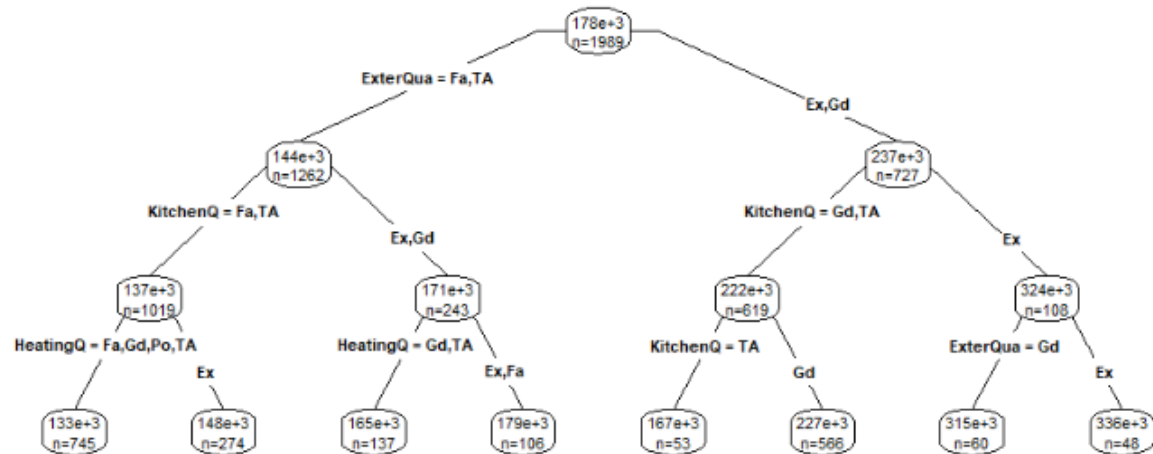 178e+3
n=1989
ExterQua = Fa,TA
Ex,Gd
144e+3
n=1262
237e+3
n=727
KitchenQ = Fa,TA
Ex,Gd
KitchenQ = Gd,TA
Ex
137e+3
n=1019
171e+3
n=243
222e+3
n=619
324e+3
n=108
HeatingQ = Fa,Gd,Po,TA
Ex
HeatingQ = Gd,TA
Ex,Fa
KitchenQ = TA
Gd
ExterQua = Gd
Ex
133e+3
n=745
148e+3
n=274
165e+3
n=137
179e+3
n=106
167e+3
n=53
227e+3
n=566
315e+3
n=60
336e+3
n=48